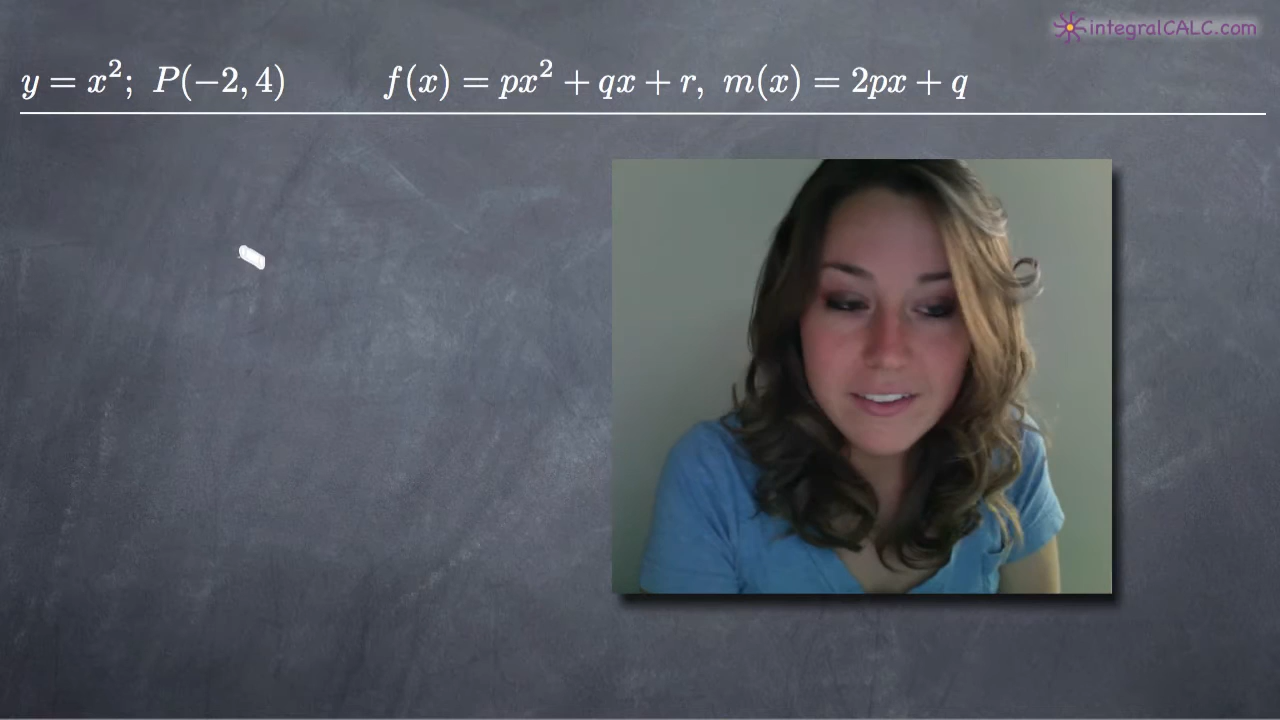 integralCALC.com
y = x²; P(−2, 4) f(x) = px² + qx + r, m(x) = 2px + q